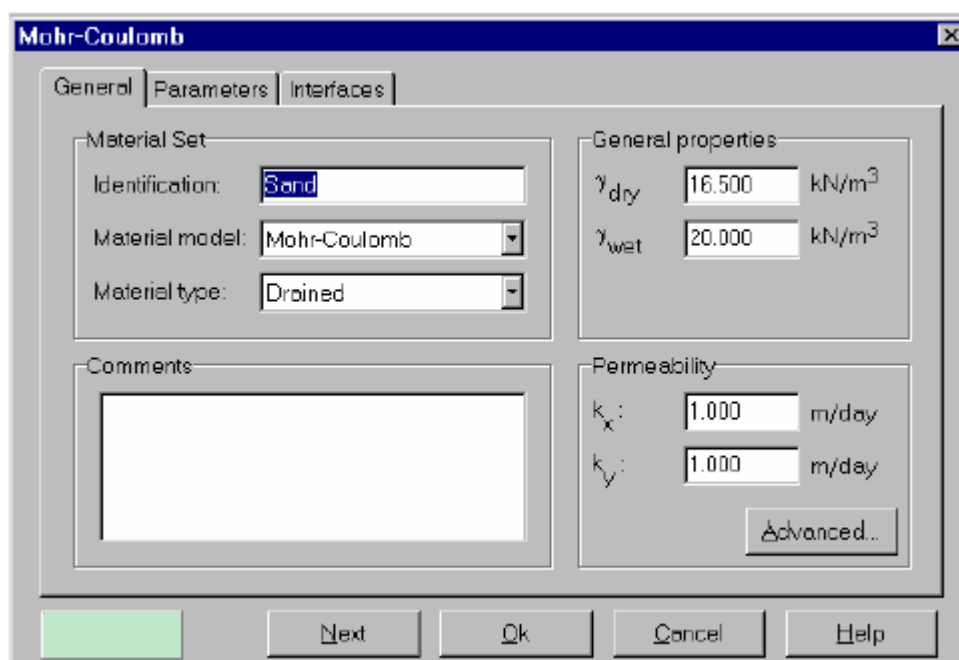 Mohr-Coulomb
General Parameters Interfaces
Material Set
Identification: Sand
Material model: Mohr-Coulomb
Material type: Drained
General properties
γdry 16.500 kN/m³
γwet 20.000 kN/m³
Comments
Permeability
kx: 1.000 m/day
ky: 1.000 m/day
Advanced...
Next Ok Cancel Help